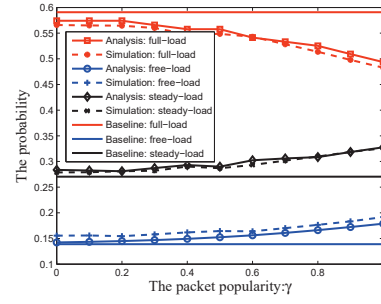 0.6
0.55
0.5
0.45
0.4
0.35
0.3
0.25
0.2
0.15
0.1
The probability
Analysis: full-load
Simulation: full-load
Analysis: free-load
Simulation: free-load
Analysis: steady-load
Simulation: steady-load
Baseline: full-load
Baseline: free-load
Baseline: steady-load
0 0.2 0.4 0.6 0.8
The packet popularity:γ